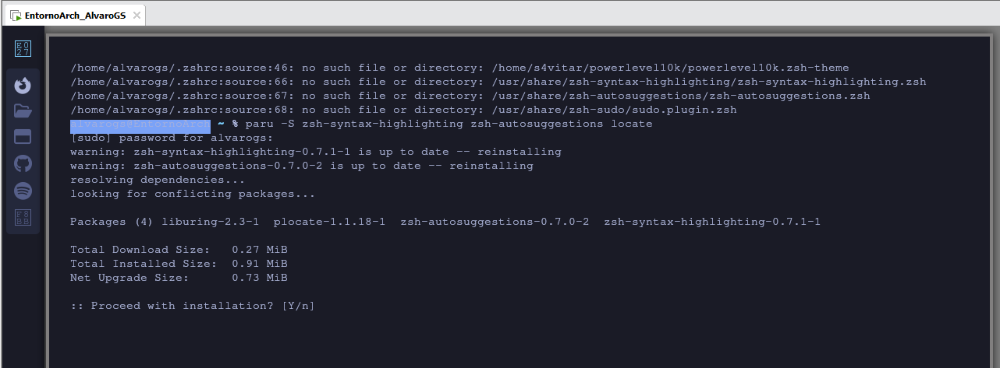 EntornoArch_AlvaroGS
E0
27
/home/alvarogs/.zshrc:source:46: no such file or directory: /home/s4vitar/powerlevel10k/powerlevel10k.zsh-theme
/home/alvarogs/.zshrc:source:66: no such file or directory: /usr/share/zsh-syntax-highlighting/zsh-syntax-highlighting.zsh
/home/alvarogs/.zshrc:source:67: no such file or directory: /usr/share/zsh-autosuggestions/zsh-autosuggestions.zsh
/home/alvarogs/.zshrc:source:68: no such file or directory: /usr/share/zsh-sudo/sudo.plugin.zsh
alvarogs@EntornoArch ~ % paru -S zsh-syntax-highlighting zsh-autosuggestions locate
[sudo] password for alvarogs:
warning: zsh-syntax-highlighting-0.7.1-1 is up to date -- reinstalling
warning: zsh-autosuggestions-0.7.0-2 is up to date -- reinstalling
resolving dependencies...
looking for conflicting packages...
Packages (4) liburing-2.3-1  plocate-1.1.18-1  zsh-autosuggestions-0.7.0-2  zsh-syntax-highlighting-0.7.1-1
Total Download Size:   0.27 MiB
Total Installed Size:  0.91 MiB
Net Upgrade Size:      0.73 MiB
:: Proceed with installation? [Y/n]
F8
BB